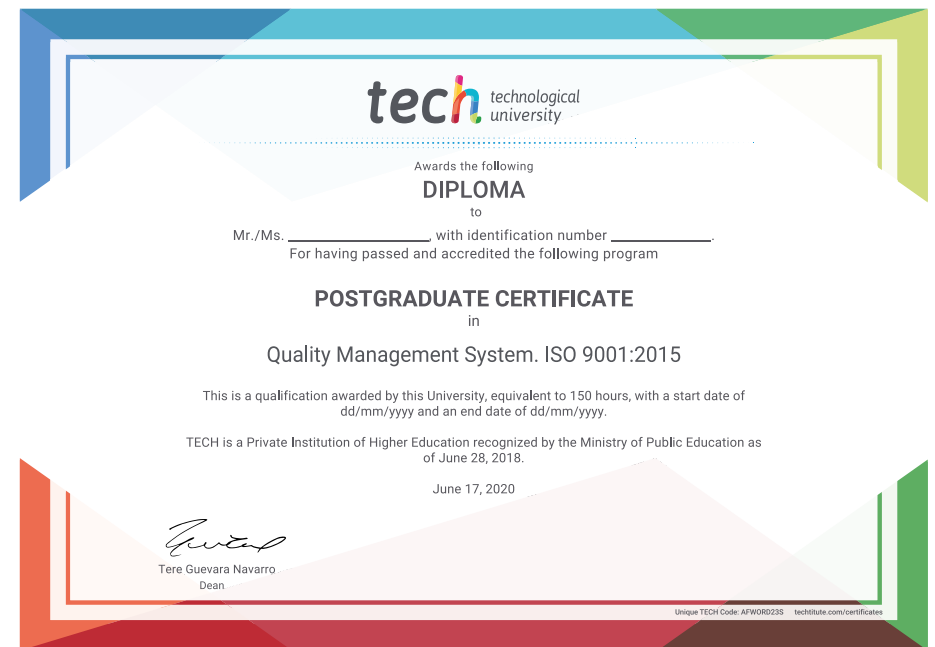 tech technological
university
Awards the following
DIPLOMA
to
Mr./Ms. ____________________, with identification number ______________.
For having passed and accredited the following program
POSTGRADUATE CERTIFICATE
in
Quality Management System. ISO 9001:2015
This is a qualification awarded by this University, equivalent to 150 hours, with a start date of
dd/mm/yyyy and an end date of dd/mm/yyyy.
TECH is a Private Institution of Higher Education recognized by the Ministry of Public Education as
of June 28, 2018.
June 17, 2020
Tere Guevara Navarro
Dean
Unique TECH Code: AFWORD23S techtitute.com/certificates